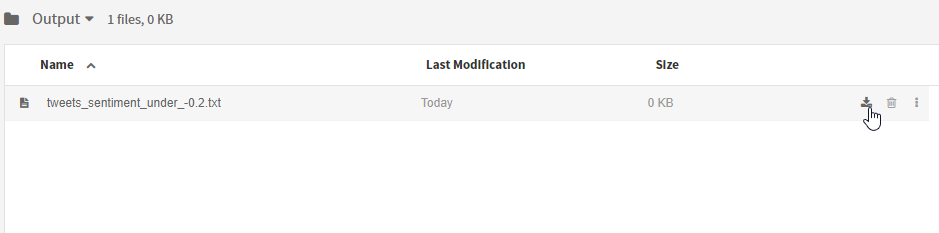 Output 1 files, 0 KB
Name Last Modification Size
tweets_sentiment_under_-0.2.txt Today 0 KB